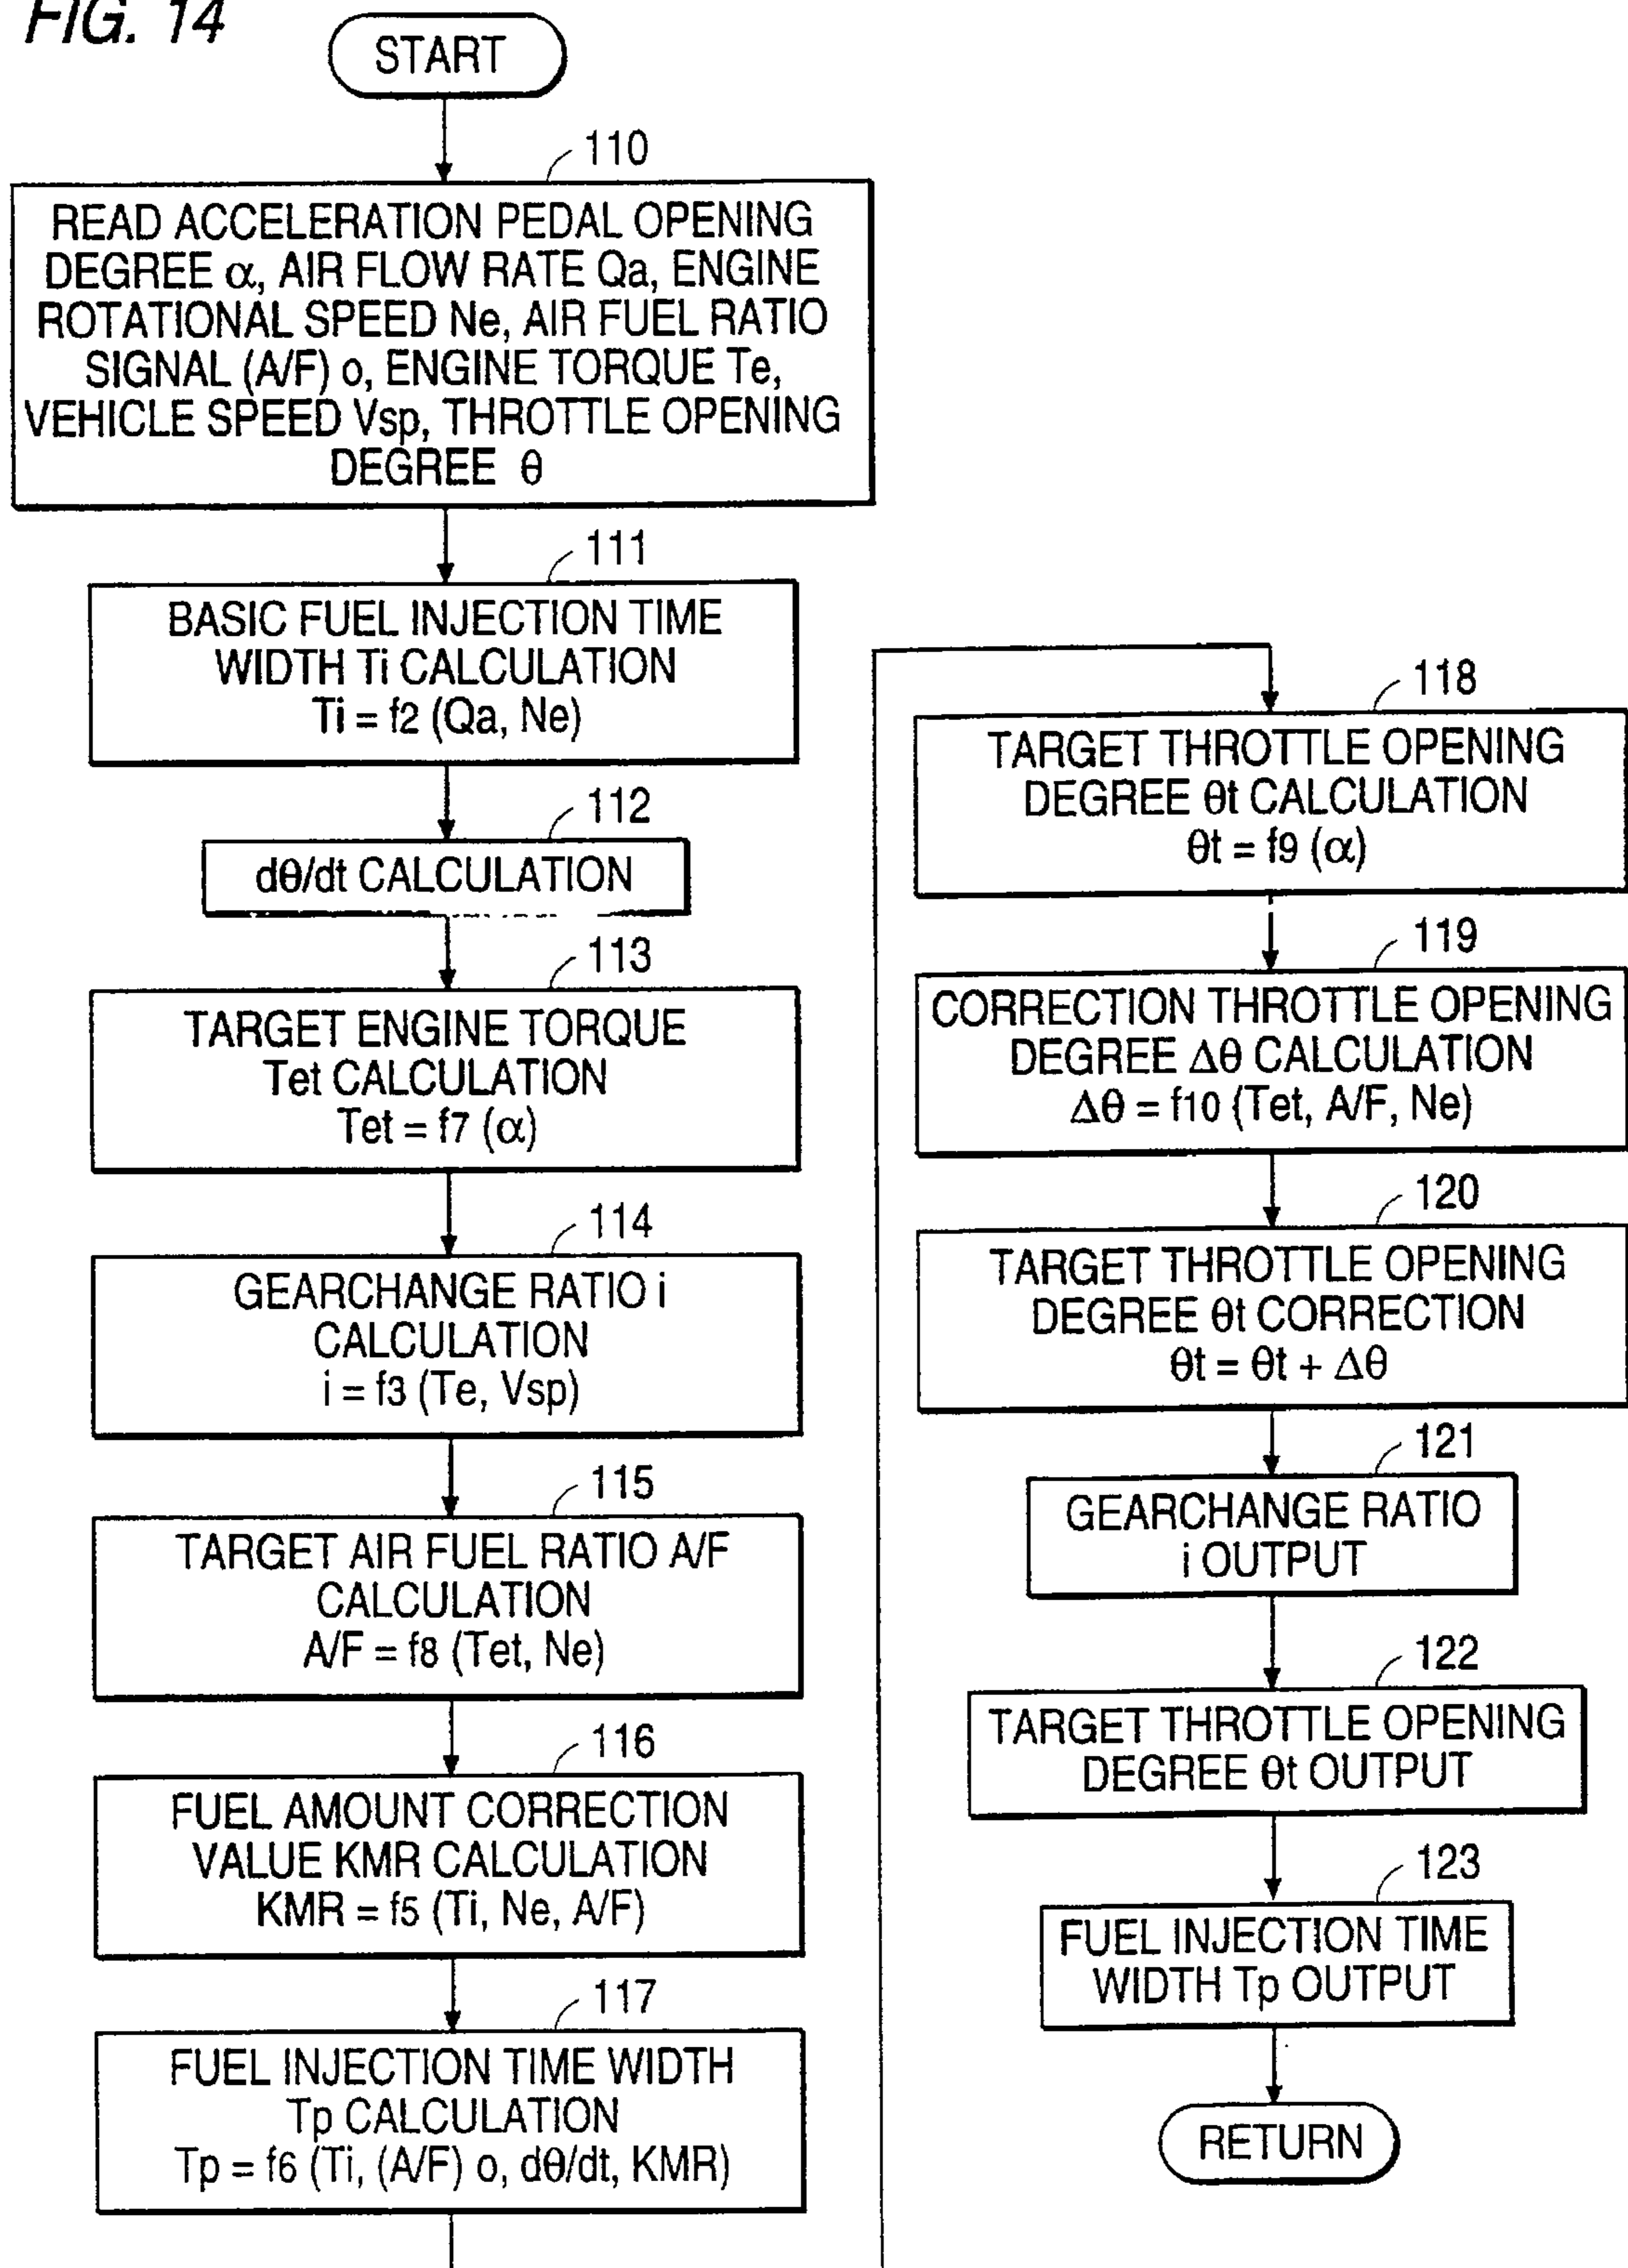 FIG. 14
START
110
READ ACCELERATION PEDAL OPENING
DEGREE α, AIR FLOW RATE Qa, ENGINE
ROTATIONAL SPEED Ne, AIR FUEL RATIO
SIGNAL (A/F) o, ENGINE TORQUE Te,
VEHICLE SPEED Vsp, THROTTLE OPENING
DEGREE θ
111
BASIC FUEL INJECTION TIME
WIDTH Ti CALCULATION
Ti = f2 (Qa, Ne)
112
dθ/dt CALCULATION
113
TARGET ENGINE TORQUE
Tet CALCULATION
Tet = f7 (α)
114
GEARCHANGE RATIO i
CALCULATION
i = f3 (Te, Vsp)
115
TARGET AIR FUEL RATIO A/F
CALCULATION
A/F = f8 (Tet, Ne)
116
FUEL AMOUNT CORRECTION
VALUE KMR CALCULATION
KMR = f5 (Ti, Ne, A/F)
117
FUEL INJECTION TIME WIDTH
Tp CALCULATION
Tp = f6 (Ti, (A/F) o, dθ/dt, KMR)
118
TARGET THROTTLE OPENING
DEGREE θt CALCULATION
θt = f9 (α)
119
CORRECTION THROTTLE OPENING
DEGREE Δθ CALCULATION
Δθ = f10 (Tet, A/F, Ne)
120
TARGET THROTTLE OPENING
DEGREE θt CORRECTION
θt = θt + Δθ
121
GEARCHANGE RATIO
i OUTPUT
122
TARGET THROTTLE OPENING
DEGREE θt OUTPUT
123
FUEL INJECTION TIME
WIDTH Tp OUTPUT
RETURN